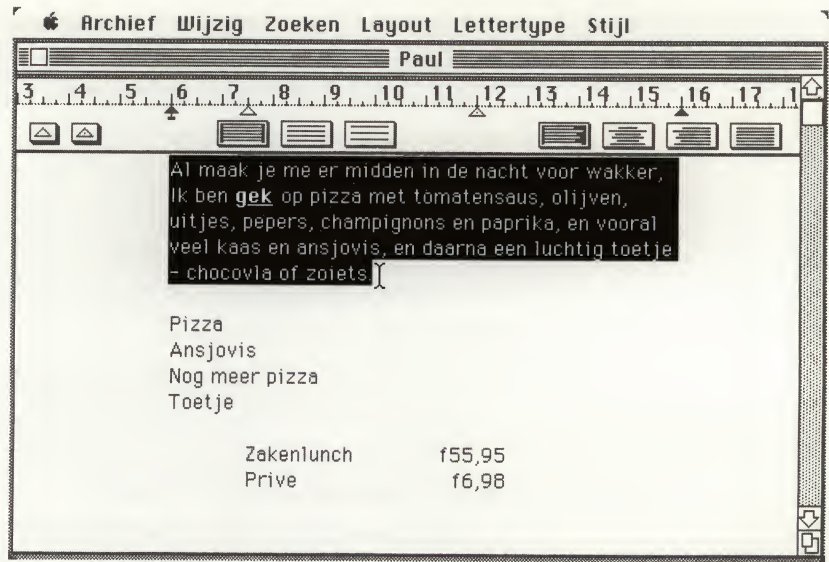 Archief Wijzig Zoeken Layout Lettertype Stijl
Paul
3 4 5 6 7 8 9 10 11 12 13 14 15 16 17 1
Al maak je me er midden in de nacht voor wakker,
Ik ben gek op pizza met tomatensaus, olijven,
uitjes, pepers, champignons en paprika, en vooral
veel kaas en ansjovis, en daarna een luchtig toetje
- chocovla of zoiets.
Pizza
Ansjovis
Nog meer pizza
Toetje
Zakenlunch f55,95
Prive f6,98